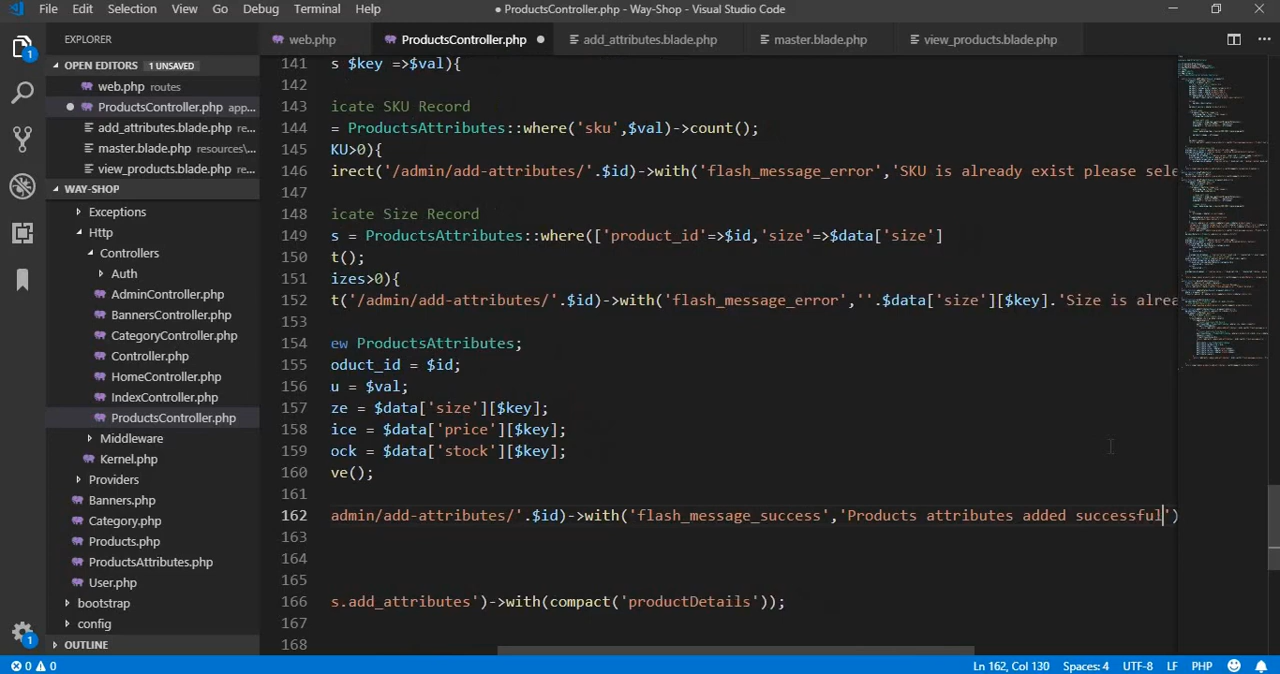 File Edit Selection View Go Debug Terminal Help
● ProductsController.php - Way-Shop - Visual Studio Code
EXPLORER
web.php
ProductsController.php ●
add_attributes.blade.php
master.blade.php
view_products.blade.php
OPEN EDITORS 1 UNSAVED
web.php routes
● ProductsController.php app...
add_attributes.blade.php re...
master.blade.php resources\...
view_products.blade.php re...
WAY-SHOP
Exceptions
Http
Controllers
Auth
AdminController.php
BannersController.php
CategoryController.php
Controller.php
HomeController.php
IndexController.php
ProductsController.php
Middleware
Kernel.php
Providers
Banners.php
Category.php
Products.php
ProductsAttributes.php
User.php
bootstrap
config
OUTLINE
1
1
141 s $key =>$val){
142
143 icate SKU Record
144 = ProductsAttributes::where('sku',$val)->count();
145 KU>0){
146 irect('/admin/add-attributes/'.$id)->with('flash_message_error','SKU is already exist please sele
147
148 icate Size Record
149 s = ProductsAttributes::where(['product_id'=>$id,'size'=>$data['size']
150 t();
151 izes>0){
152 t('/admin/add-attributes/'.$id)->with('flash_message_error',''.$data['size'][$key].'Size is alrea
153
154 ew ProductsAttributes;
155 oduct_id = $id;
156 u = $val;
157 ze = $data['size'][$key];
158 ice = $data['price'][$key];
159 ock = $data['stock'][$key];
160 ve();
161
162 admin/add-attributes/'.$id)->with('flash_message_success','Products attributes added successful')
163
164
165
166 s.add_attributes')->with(compact('productDetails'));
167
168
0 0 Ln 162, Col 130 Spaces: 4 UTF-8 LF PHP